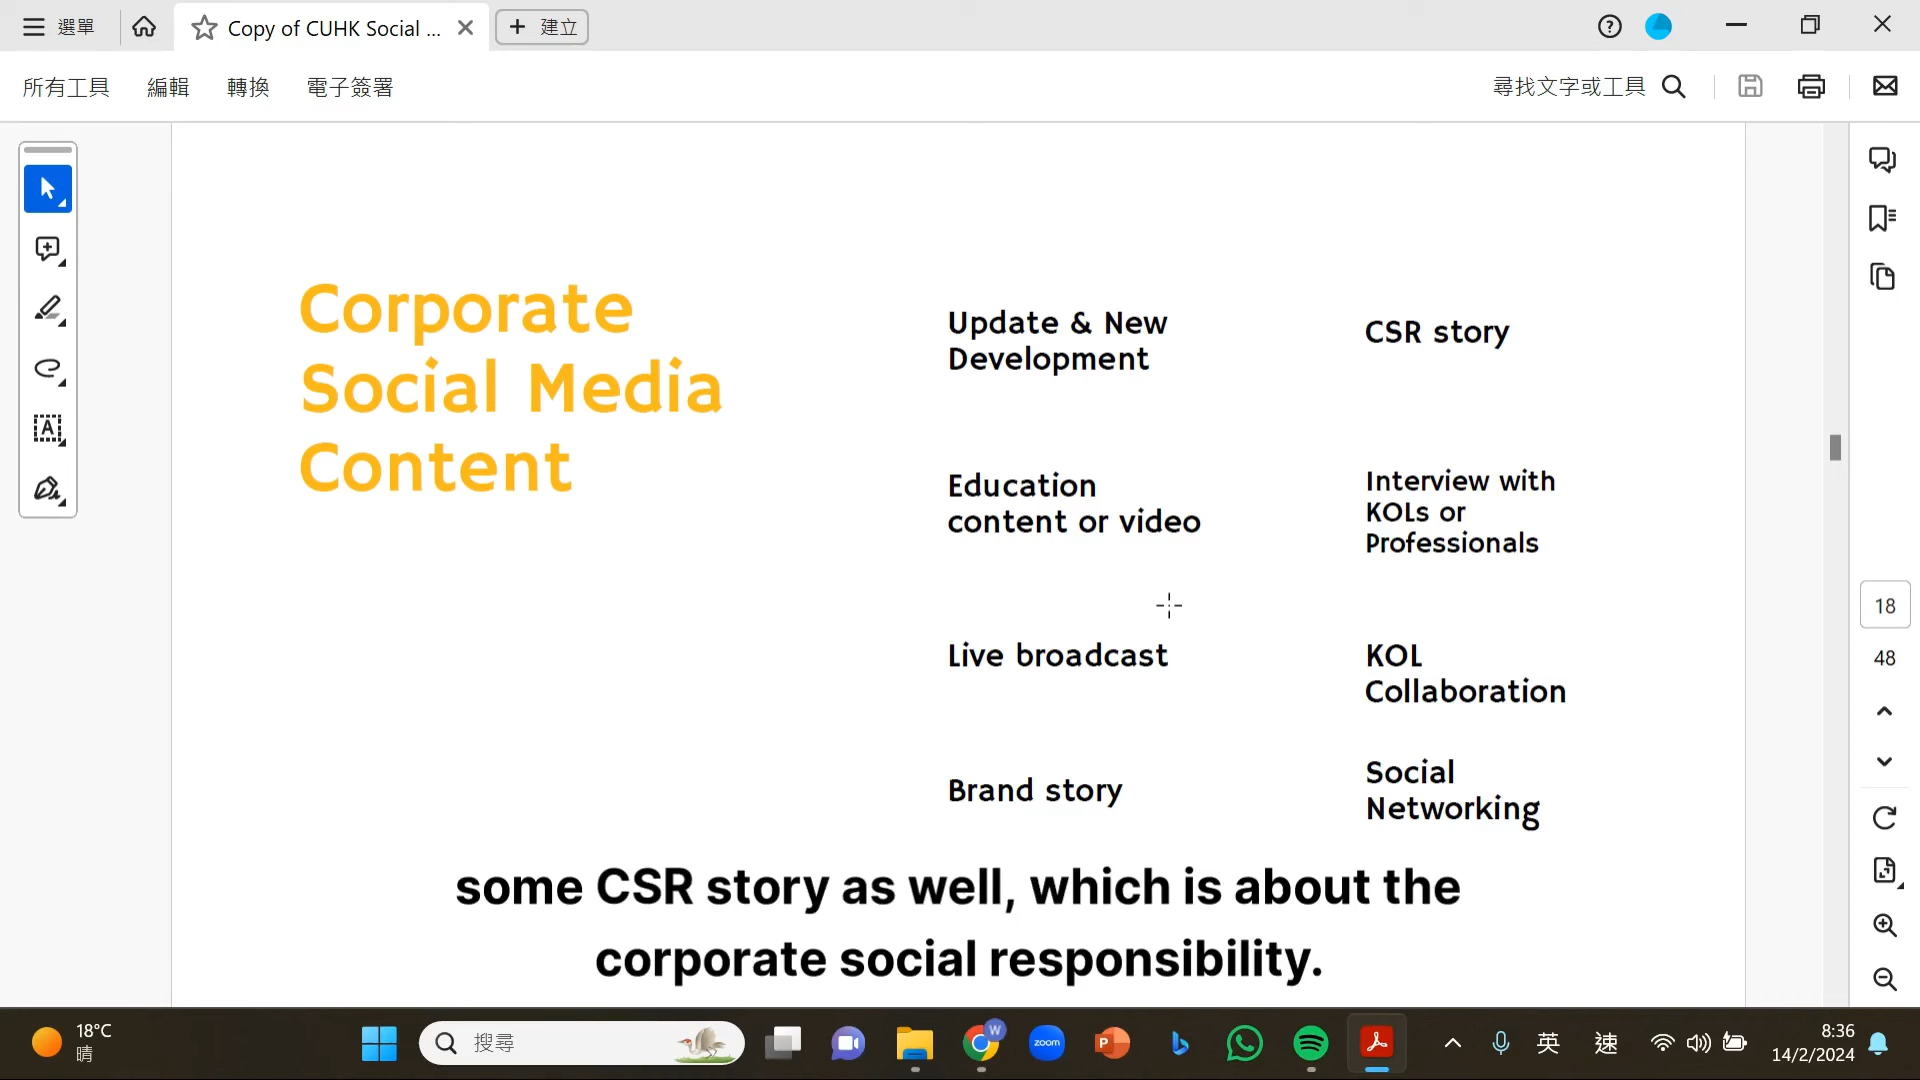 選單
Copy of CUHK Social ...
建立
所有工具
編輯
轉換
電子簽署
尋找文字或工具
Corporate
Social Media
Content
Update & New
Development
CSR story
Education
content or video
Interview with
KOLs or
Professionals
Live broadcast
KOL
Collaboration
Brand story
Social
Networking
some CSR story as well, which is about the
corporate social responsibility.
18
48
18°C
晴
搜尋
W
zoom
P
英
速
8:36
14/2/2024